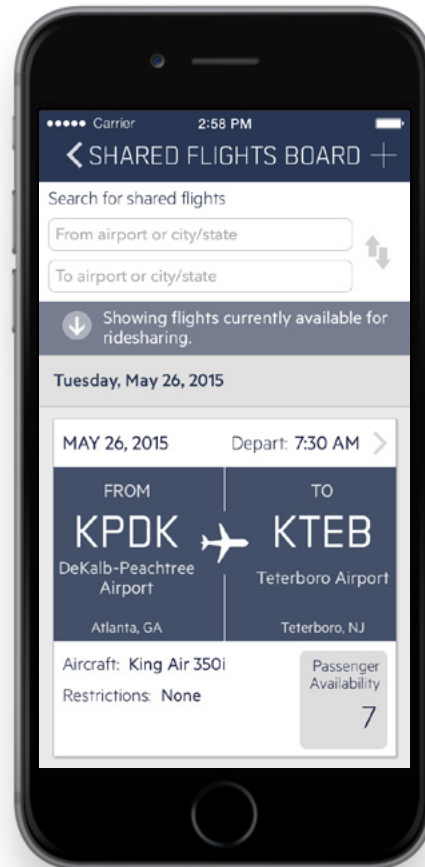 Carrier 2:58 PM
SHARED FLIGHTS BOARD
Search for shared flights
From airport or city/state
To airport or city/state
Showing flights currently available for
ridesharing.
Tuesday, May 26, 2015
MAY 26, 2015 Depart: 7:30 AM
FROM
KPDK
DeKalb-Peachtree
Airport
Atlanta, GA
TO
KTEB
Teterboro Airport
Teterboro, NJ
Aircraft: King Air 350i
Restrictions: None
Passenger
Availability
7